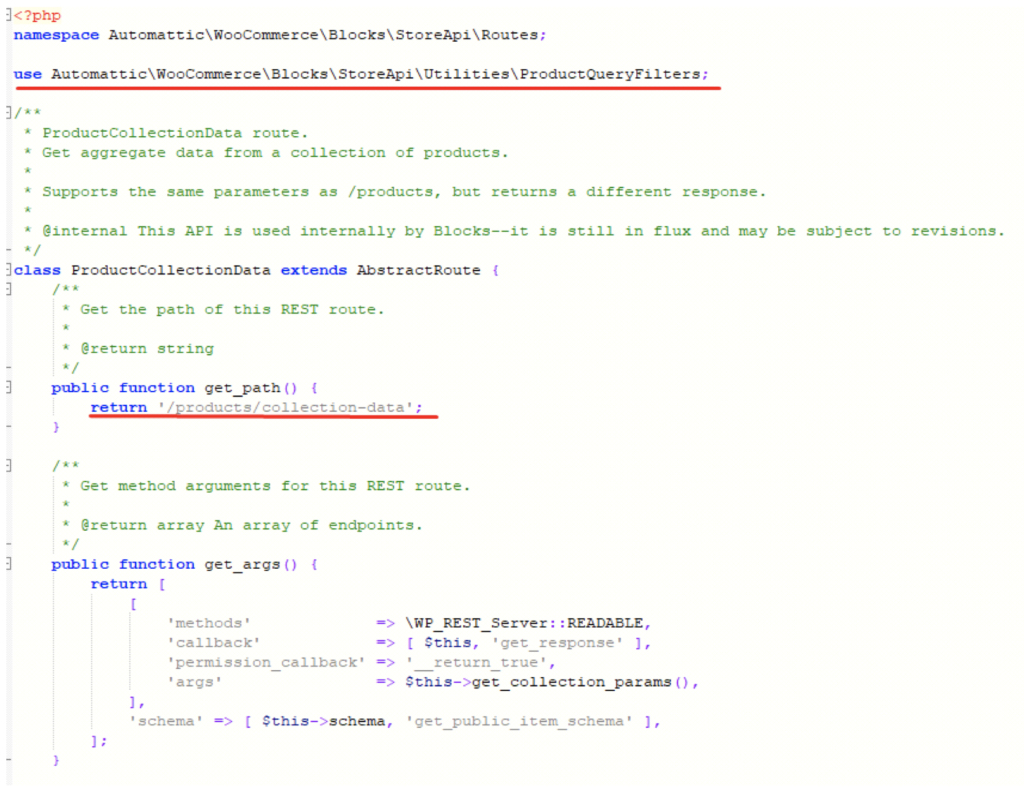 <?php
namespace Automattic\WooCommerce\Blocks\StoreApi\Routes;
use Automattic\WooCommerce\Blocks\StoreApi\Utilities\ProductQueryFilters;
/**
* ProductCollectionData route.
* Get aggregate data from a collection of products.
*
* Supports the same parameters as /products, but returns a different response.
*
* @internal This API is used internally by Blocks--it is still in flux and may be subject to revisions.
*/
class ProductCollectionData extends AbstractRoute {
/**
* Get the path of this REST route.
*
* @return string
*/
public function get_path() {
return '/products/collection-data';
}
/**
* Get method arguments for this REST route.
*
* @return array An array of endpoints.
*/
public function get_args() {
return [
[
'methods' => \WP_REST_Server::READABLE,
'callback' => [ $this, 'get_response' ],
'permission_callback' => '__return_true',
'args' => $this->get_collection_params(),
],
'schema' => [ $this->schema, 'get_public_item_schema' ],
];
}